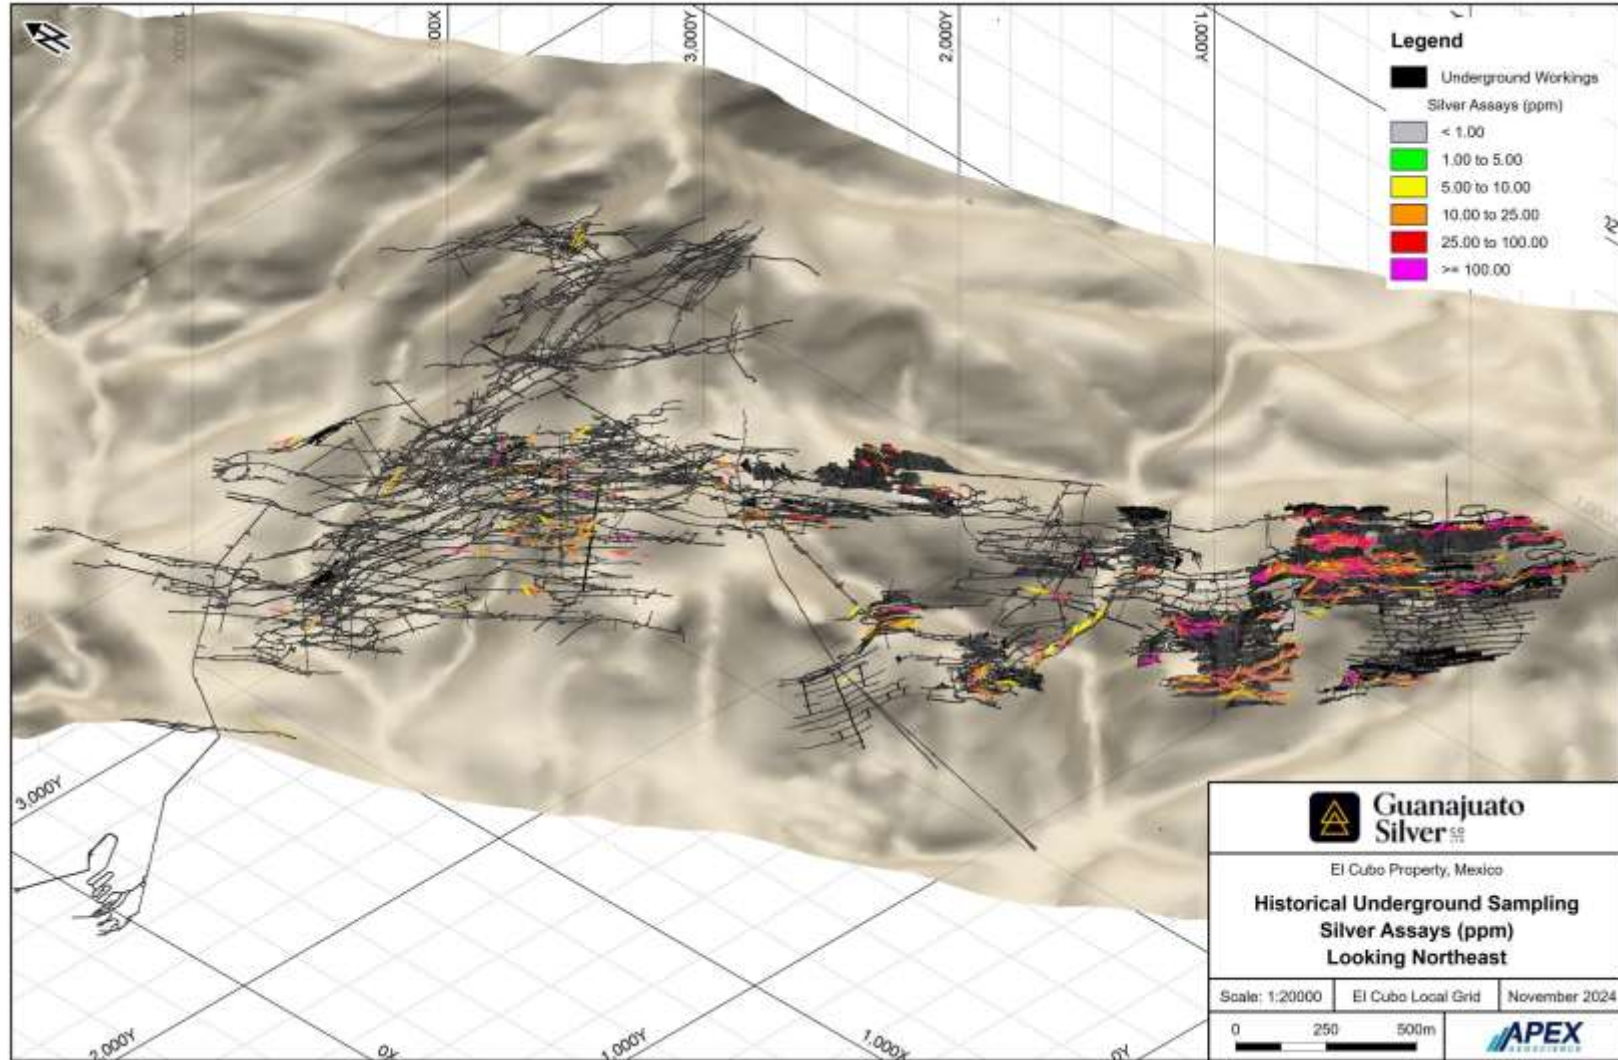 3,000Y
2,000Y
1,000Y
Legend
Underground Workings
Silver Assays (ppm)
< 1.00
1.00 to 5.00
5.00 to 10.00
10.00 to 25.00
25.00 to 100.00
>= 100.00
3,000Y
2,000Y
0X
1,000Y
1,000X
0Y
Guanajuato
Silver CO LTD
El Cubo Property, Mexico
Historical Underground Sampling
Silver Assays (ppm)
Looking Northeast
Scale: 1:20000
El Cubo Local Grid
November 2024
0 250 500m
APEX
GEOSCIENCE